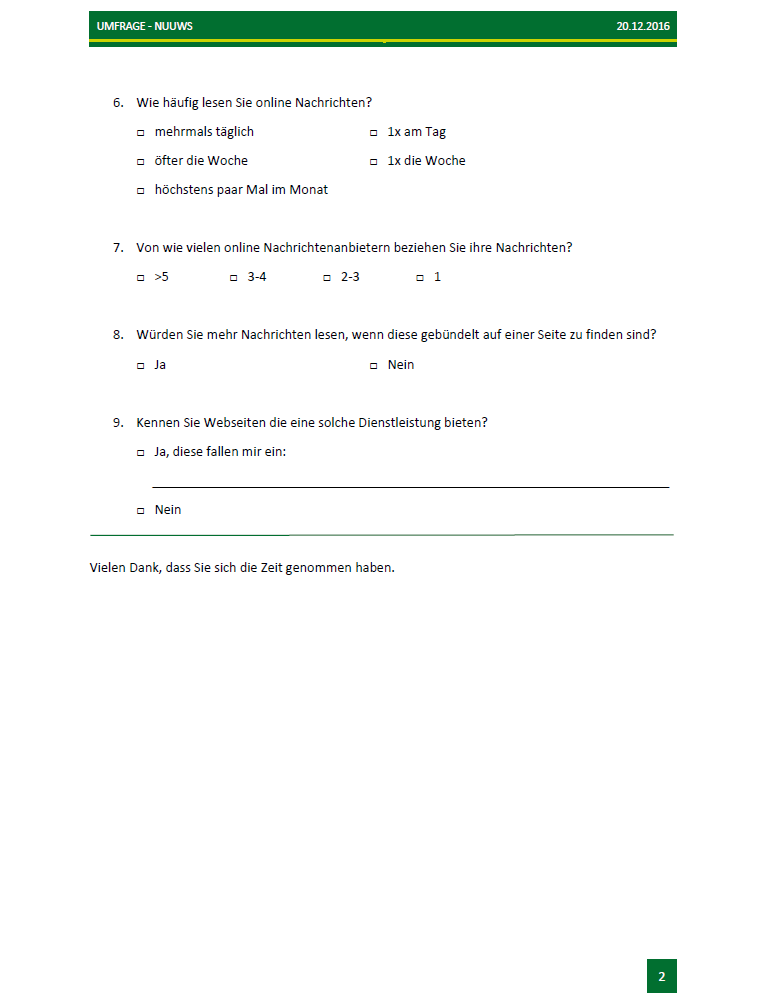 UMFRAGE - NUUWS 20.12.2016
6. Wie häufig lesen Sie online Nachrichten?
□ mehrmals täglich □ 1x am Tag
□ öfter die Woche □ 1x die Woche
□ höchstens paar Mal im Monat
7. Von wie vielen online Nachrichtenanbietern beziehen Sie ihre Nachrichten?
□ >5 □ 3-4 □ 2-3 □ 1
8. Würden Sie mehr Nachrichten lesen, wenn diese gebündelt auf einer Seite zu finden sind?
□ Ja □ Nein
9. Kennen Sie Webseiten die eine solche Dienstleistung bieten?
□ Ja, diese fallen mir ein:
□ Nein
Vielen Dank, dass Sie sich die Zeit genommen haben.
2